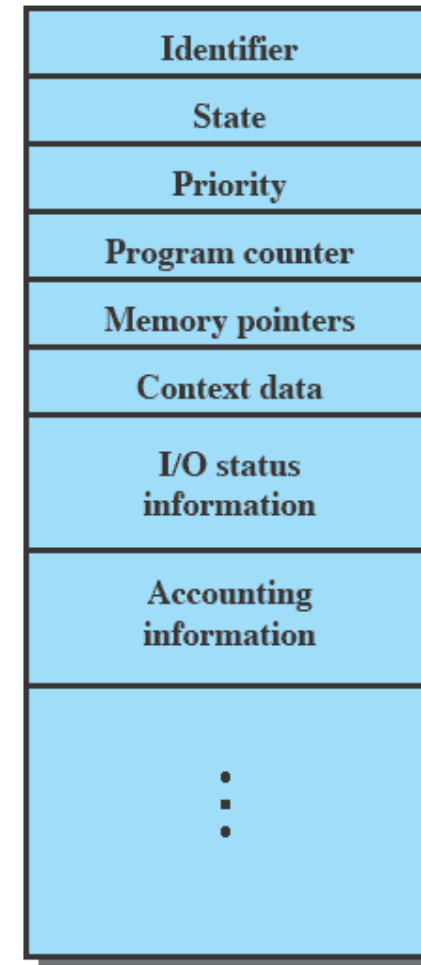 Identifier
State
Priority
Program counter
Memory pointers
Context data
I/O status
information
Accounting
information